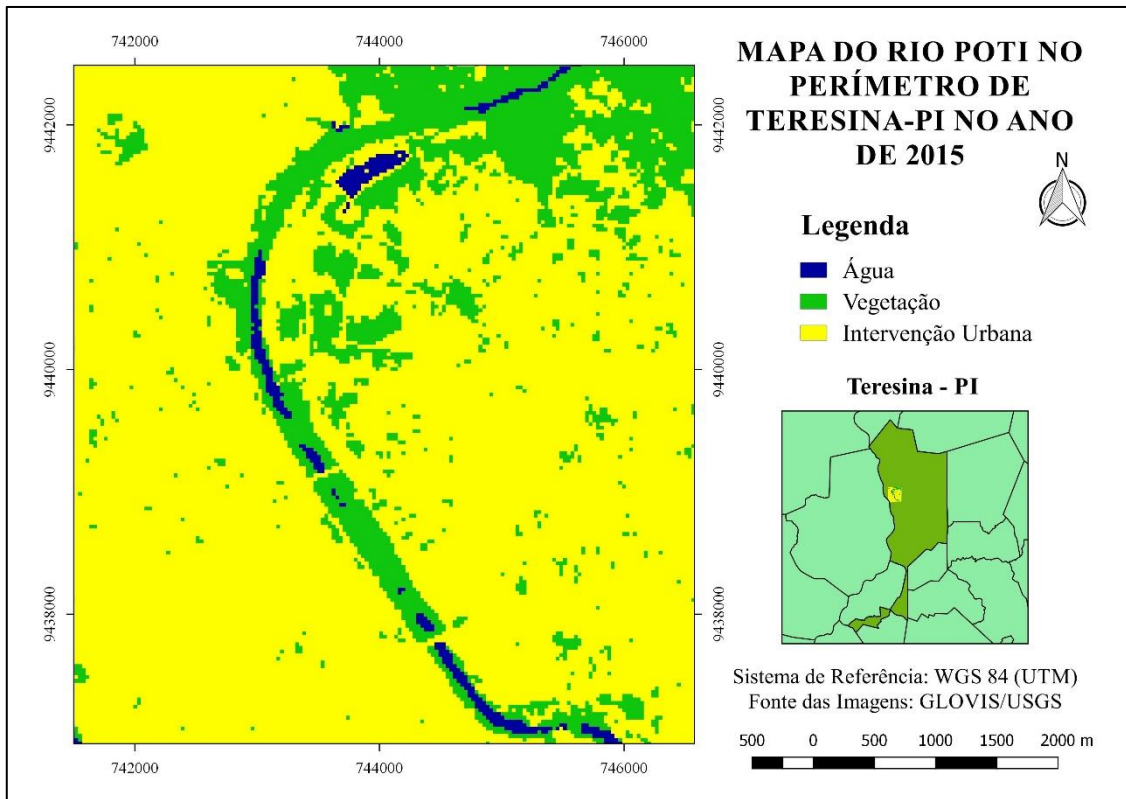 742000 744000 746000
9442000
9440000
9438000
9442000
9440000
9438000
742000 744000 746000
MAPA DO RIO POTI NO
PERÍMETRO DE
TERESINA-PI NO ANO
DE 2015
N
Legenda
Água
Vegetação
Intervenção Urbana
Teresina - PI
Sistema de Referência: WGS 84 (UTM)
Fonte das Imagens: GLOVIS/USGS
500 0 500 1000 1500 2000 m